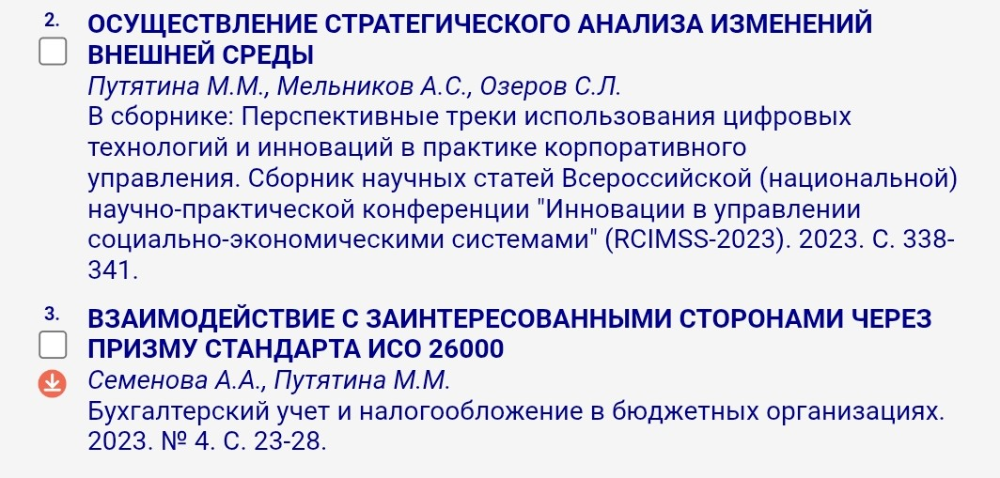 2.
ОСУЩЕСТВЛЕНИЕ СТРАТЕГИЧЕСКОГО АНАЛИЗА ИЗМЕНЕНИЙ
ВНЕШНЕЙ СРЕДЫ
Путятина М.М., Мельников А.С., Озеров С.Л.
В сборнике: Перспективные треки использования цифровых
технологий и инноваций в практике корпоративного
управления. Сборник научных статей Всероссийской (национальной)
научно-практической конференции "Инновации в управлении
социально-экономическими системами" (RCIMSS-2023). 2023. С. 338-
341.
3.
ВЗАИМОДЕЙСТВИЕ С ЗАИНТЕРЕСОВАННЫМИ СТОРОНАМИ ЧЕРЕЗ
ПРИЗМУ СТАНДАРТА ИСО 26000
Семенова А.А., Путятина М.М.
Бухгалтерский учет и налогообложение в бюджетных организациях.
2023. № 4. С. 23-28.